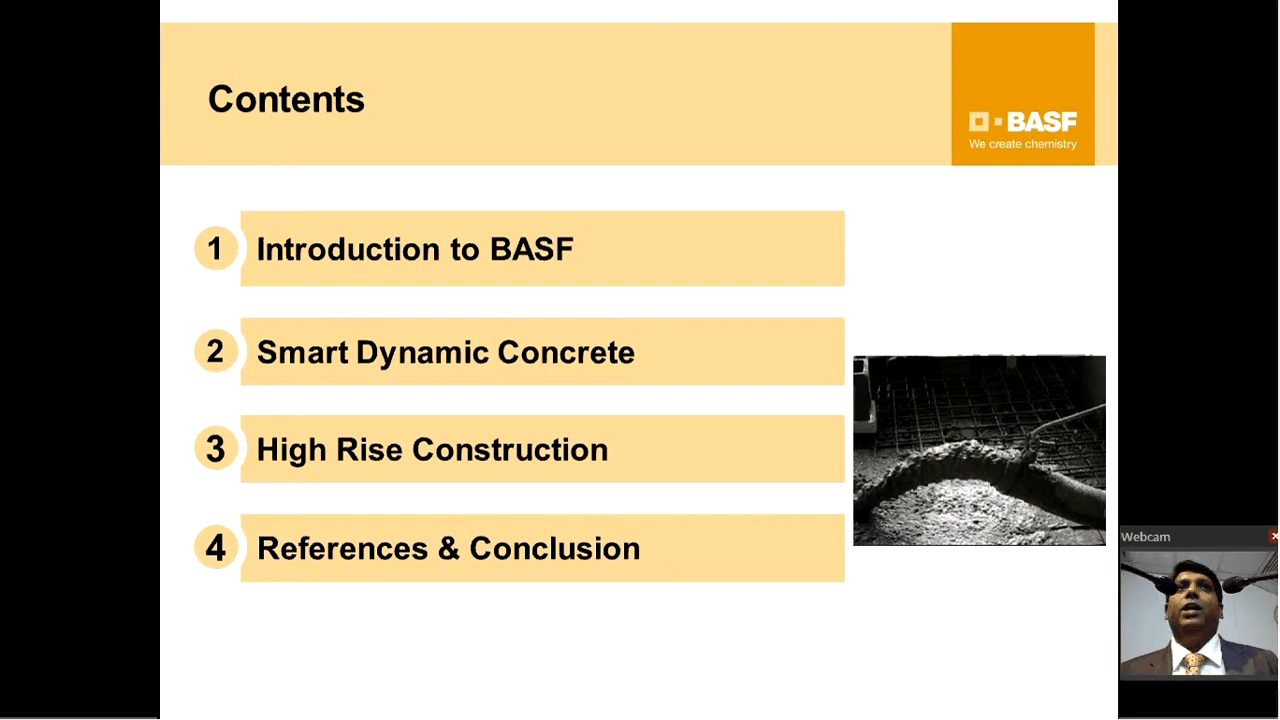 Contents
BASF
We create chemistry
1 Introduction to BASF
2 Smart Dynamic Concrete
3 High Rise Construction
4 References & Conclusion
Webcam